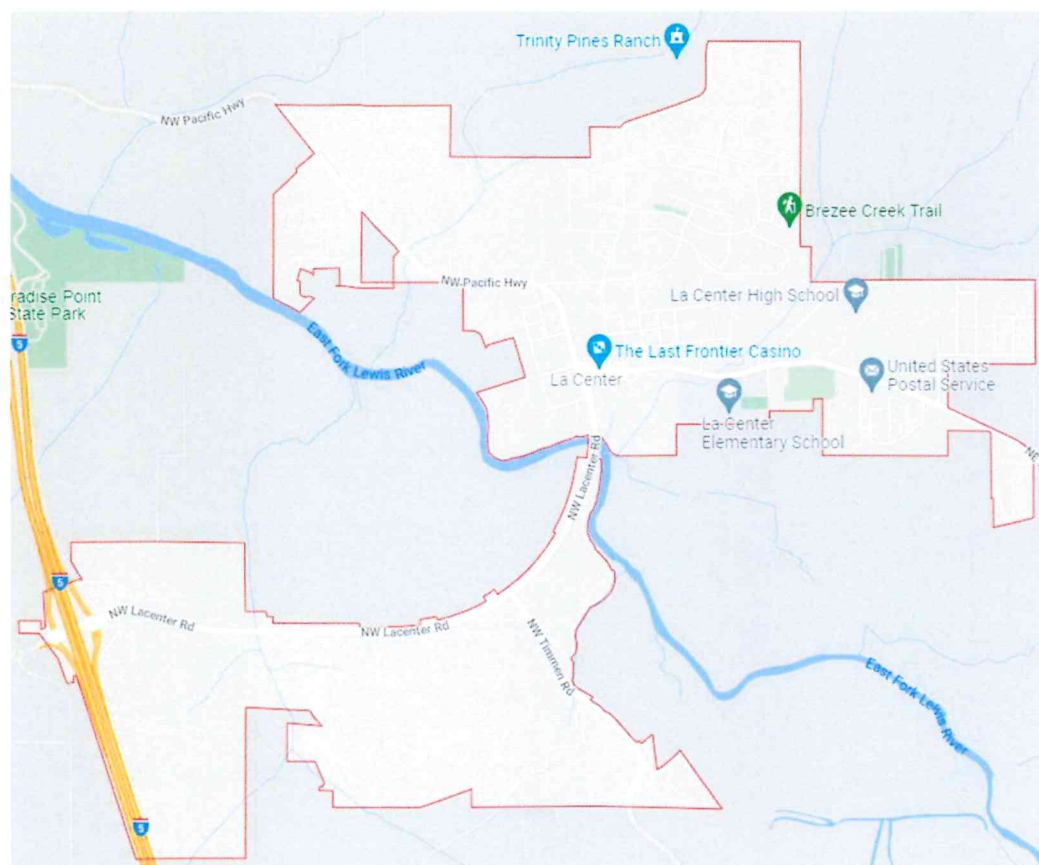 Trinity Pines Ranch
NW Pacific Hwy
Brezee Creek Trail
NW Pacific Hwy
La Center High School
radise Point
State Park
5
East Fork Lewis River
The Last Frontier Casino
La Center
United States
Postal Service
La Center
Elementary School
NE
NW Lacenter Rd
5
NW Lacenter Rd
NW Lacenter Rd
NW Timmen Rd
East Fork Lewis River
5